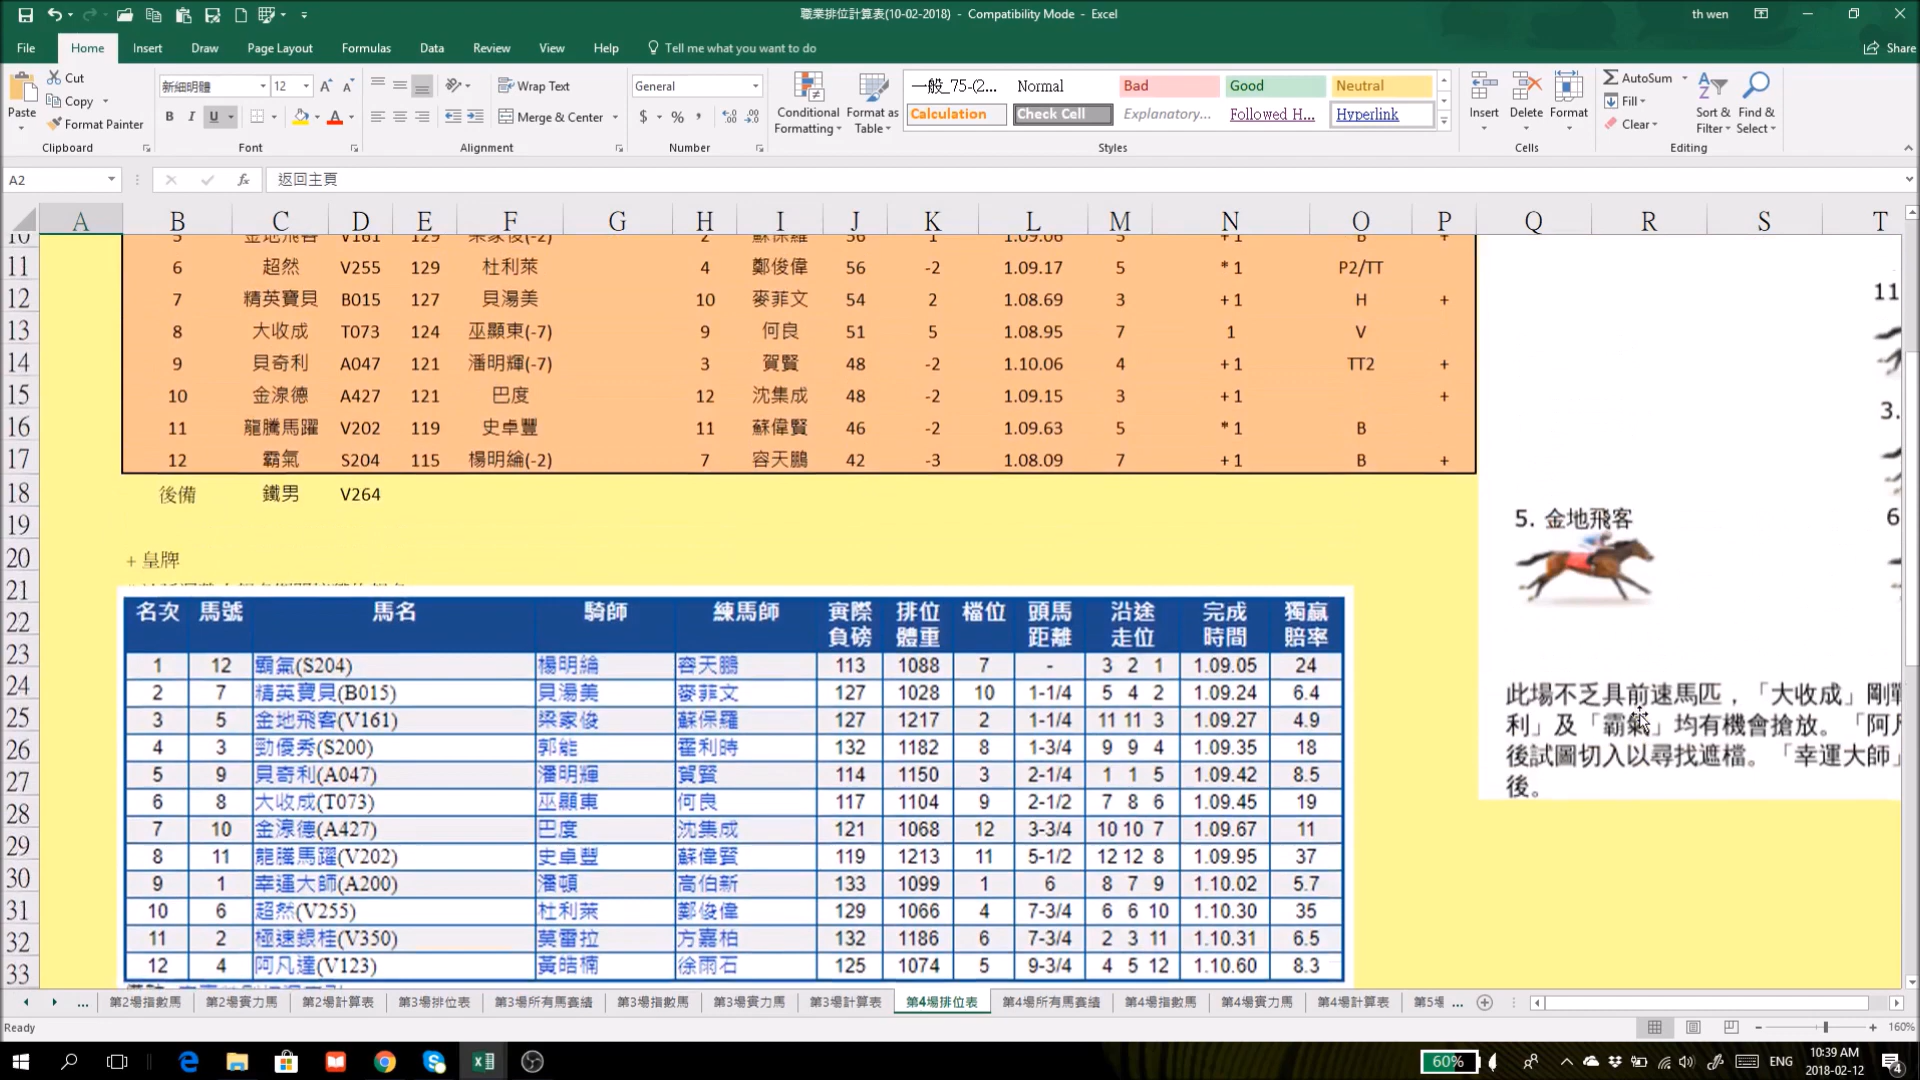 職業排位計算表(10-02-2018) - Compatibility Mode - Excel
th wen
File Home Insert Draw Page Layout Formulas Data Review View Help Tell me what you want to do Share
Cut
Copy
Format Painter
Paste
新細明體 12
Wrap Text
Merge & Center
General
Conditional Formatting
Format as Table
一般_75-(2... Normal Bad Good Neutral
Calculation Check Cell Explanatory... Followed H... Hyperlink
Insert Delete Format
AutoSum
Fill
Clear
Sort & Filter
Find & Select
Clipboard Font Alignment Number Styles Cells Editing
A2 返回主頁
A B C D E F G H I J K L M N O P Q R S T
11 6 超然 V255 129 杜利萊 4 鄭俊偉 56 -2 1.09.17 5 * 1 P2/TT
12 7 精英寶貝 B015 127 貝湯美 10 麥菲文 54 2 1.08.69 3 + 1 H +
13 8 大收成 T073 124 巫顯東(-7) 9 何良 51 5 1.08.95 7 1 V
14 9 貝奇利 A047 121 潘明輝(-7) 3 賀賢 48 -2 1.10.06 4 + 1 TT2 +
15 10 金湶德 A427 121 巴度 12 沈集成 48 -2 1.09.15 3 + 1 +
16 11 龍騰馬躍 V202 119 史卓豐 11 蘇偉賢 46 -2 1.09.63 5 * 1 B
17 12 霸氣 S204 115 楊明綸(-2) 7 容天鵬 42 -3 1.08.09 7 + 1 B +
18 後備 鐵男 V264
19
20 + 皇牌
21
22
23
24
25
26
27
28
29
30
31
32
33
名次 馬號 馬名 騎師 練馬師 實際負磅 排位體重 檔位 頭馬距離 沿途走位 完成時間 獨贏賠率
1 12 霸氣(S204) 楊明綸 容天鵬 113 1088 7 - 3 2 1 1.09.05 24
2 7 精英寶貝(B015) 貝湯美 麥菲文 127 1028 10 1-1/4 5 4 2 1.09.24 6.4
3 5 金地飛客(V161) 梁家俊 蘇保羅 127 1217 2 1-1/4 11 11 3 1.09.27 4.9
4 3 勁優秀(S200) 郭能 霍利時 132 1182 8 1-3/4 9 9 4 1.09.35 18
5 9 貝奇利(A047) 潘明輝 賀賢 114 1150 3 2-1/4 1 1 5 1.09.42 8.5
6 8 大收成(T073) 巫顯東 何良 117 1104 9 2-1/2 7 8 6 1.09.45 19
7 10 金湶德(A427) 巴度 沈集成 121 1068 12 3-3/4 10 10 7 1.09.67 11
8 11 龍騰馬躍(V202) 史卓豐 蘇偉賢 119 1213 11 5-1/2 12 12 8 1.09.95 37
9 1 幸運大師(A200) 潘頓 高伯新 133 1099 1 6 8 7 9 1.10.02 5.7
10 6 超然(V255) 杜利萊 鄭俊偉 129 1066 4 7-3/4 6 6 10 1.10.30 35
11 2 極速銀桂(V350) 莫雷拉 方嘉柏 132 1186 6 7-3/4 2 3 11 1.10.31 6.5
12 4 阿凡達(V123) 黃皓楠 徐雨石 125 1074 5 9-3/4 4 5 12 1.10.60 8.3
11
3.
5. 金地飛客
6
此場不乏具前速馬匹，「大收成」剛
利」及「霸氣」均有機會搶放。「阿
後試圖切入以尋找遮檔。「幸運大師」
後。
... 第2場指數馬 第2場實力馬 第2場計算表 第3場排位表 第3場所有馬賽績 第3場指數馬 第3場實力馬 第3場計算表 第4場排位表 第4場所有馬賽績 第4場指數馬 第4場實力馬 第4場計算表 第5場 ...
Ready 160%
60% ENG 10:39 AM
2018-02-12
4